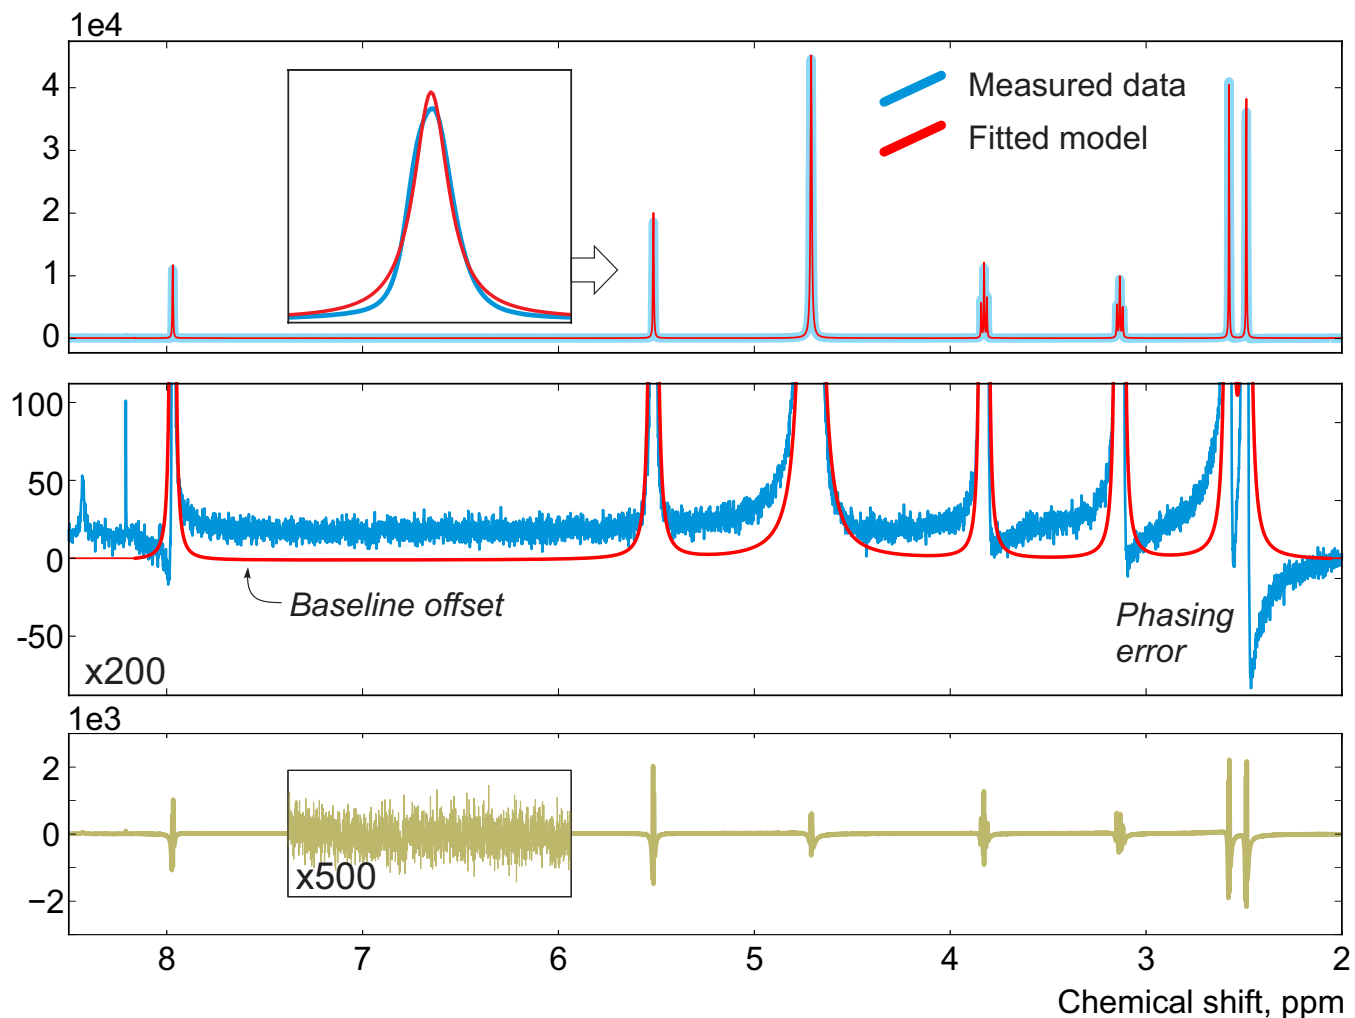 1e4
4
3
2
1
0
Measured data
Fitted model
100
50
0
-50
Baseline offset
Phasing
error
x200
1e3
2
0
−2
x500
8
7
6
5
4
3
2
Chemical shift, ppm